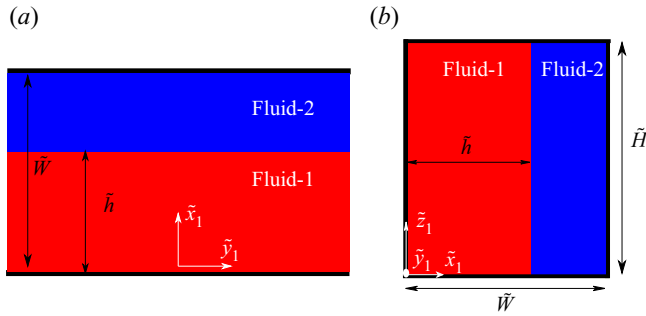 (a)
Fluid-2
W̃
Fluid-1
h̃
x̃₁
ỹ₁
(b)
Fluid-1
Fluid-2
h̃
H̃
z̃₁
ỹ₁
x̃₁
W̃